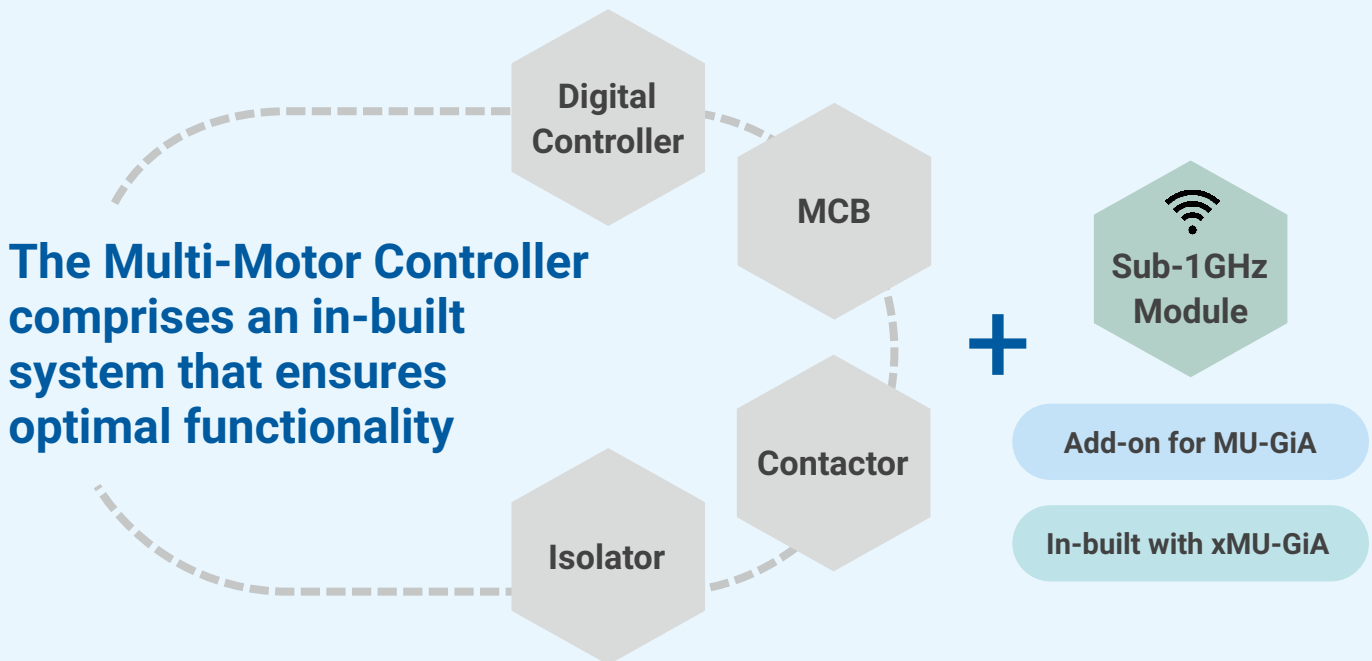 The Multi-Motor Controller
comprises an in-built
system that ensures
optimal functionality
Digital
Controller
MCB
Contactor
Isolator
+
Sub-1GHz
Module
Add-on for MU-GiA
In-built with xMU-GiA